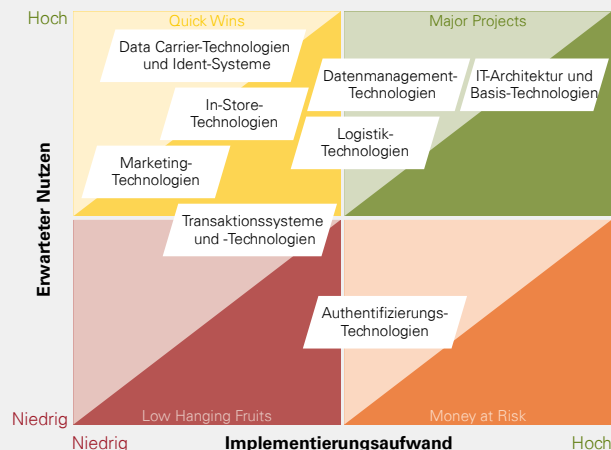 Hoch
Quick Wins
Major Projects
Data Carrier-Technologien
und Ident-Systeme
Datenmanagement-
Technologien
IT-Architektur und
Basis-Technologien
In-Store-
Technologien
Logistik-
Technologien
Marketing-
Technologien
Erwarteter Nutzen
Transaktionssysteme
und -Technologien
Authentifizierungs-
Technologien
Niedrig
Low Hanging Fruits
Money at Risk
Niedrig
Implementierungsaufwand
Hoch